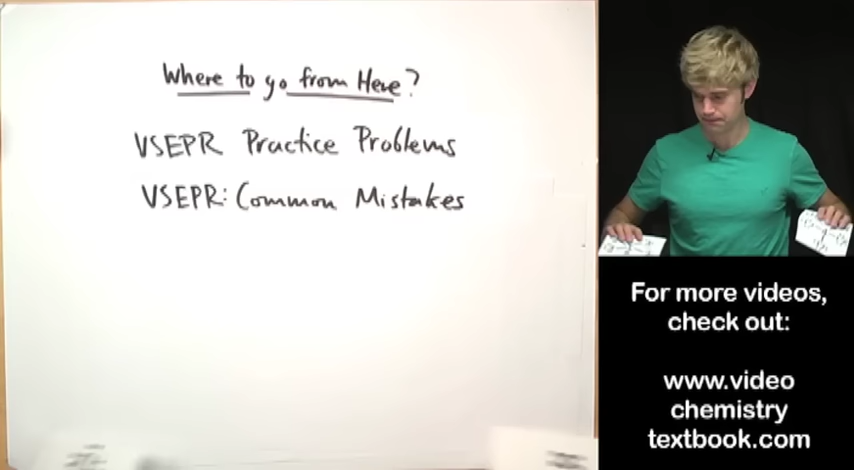 Where to go from Here?
VSEPR Practice Problems
VSEPR: Common Mistakes
For more videos,
check out:
www.video
chemistry
textbook.com